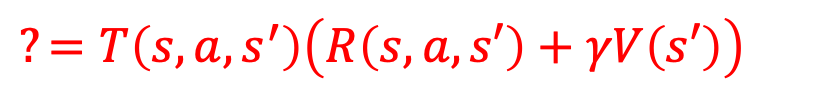 ? = T(s, a, s′)(R(s, a, s′) + γV(s′))